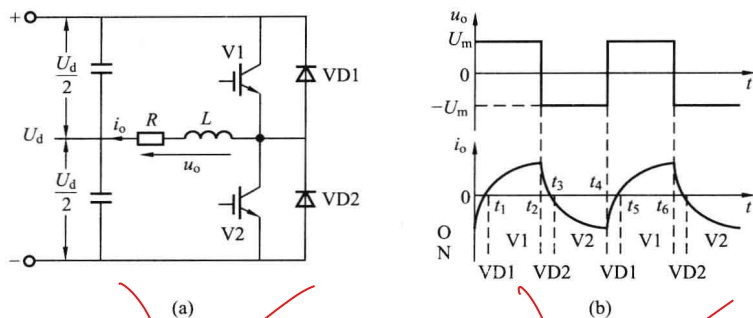 +
U_d/2
V1
VD1
U_d
i_o
R
L
u_o
U_d/2
V2
VD2
−
(a)
u_o
U_m
0
t
−U_m
i_o
0
t_1
t_2
t_3
t_4
t_5
t_6
t
O
N
V1
V2
V1
V2
VD1
VD2
VD1
VD2
(b)